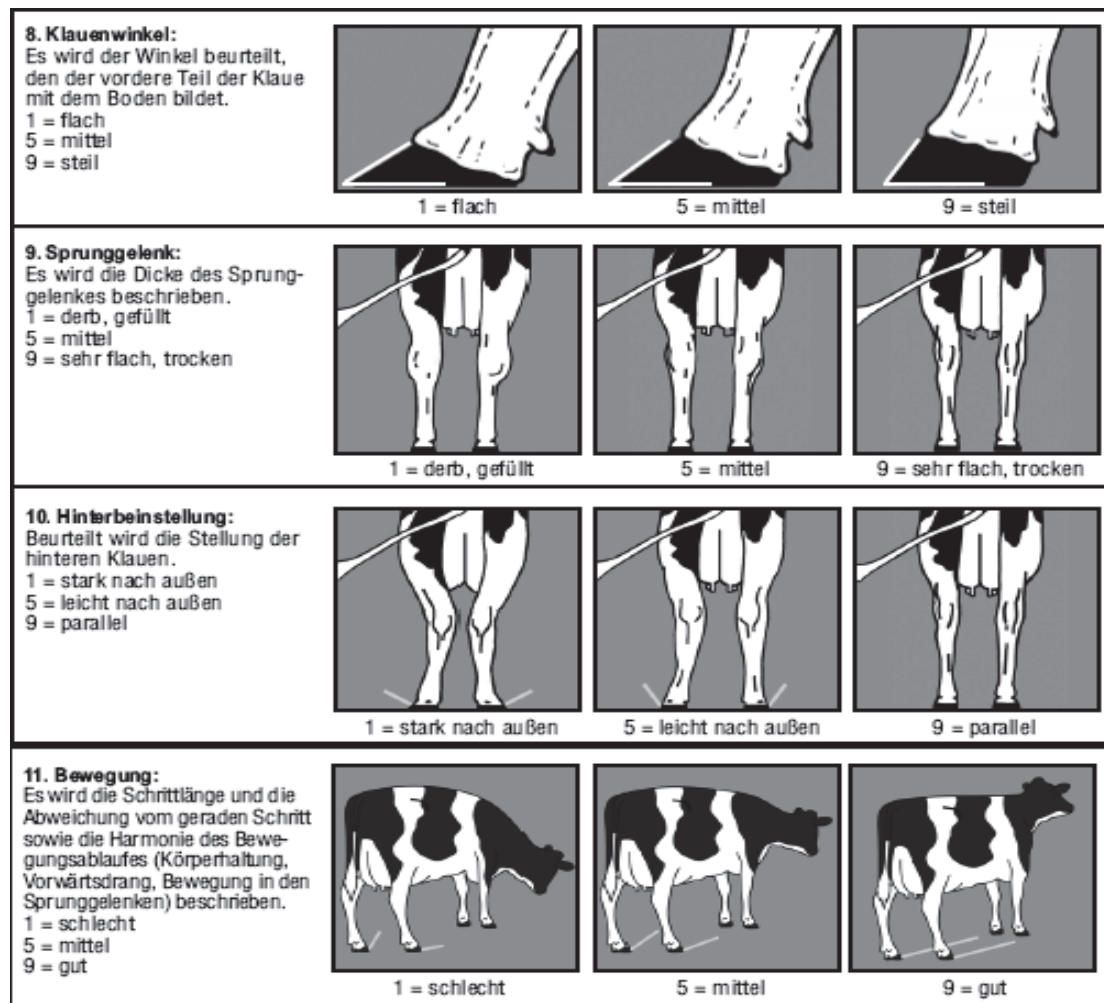 8. Klauenwinkel:
Es wird der Winkel beurteilt,
den der vordere Teil der Klaue
mit dem Boden bildet.
1 = flach
5 = mittel
9 = steil
1 = flach
5 = mittel
9 = steil
9. Sprunggelenk:
Es wird die Dicke des Sprung-
gelenkes beschrieben.
1 = derb, gefüllt
5 = mittel
9 = sehr flach, trocken
1 = derb, gefüllt
5 = mittel
9 = sehr flach, trocken
10. Hinterbeinstellung:
Beurteilt wird die Stellung der
hinteren Klauen.
1 = stark nach außen
5 = leicht nach außen
9 = parallel
1 = stark nach außen
5 = leicht nach außen
9 = parallel
11. Bewegung:
Es wird die Schrittlänge und die
Abweichung vom geraden Schritt
sowie die Harmonie des Bewe-
gungsablaufes (Körperhaltung,
Vorwärtsdrang, Bewegung in den
Sprunggelenken) beschrieben.
1 = schlecht
5 = mittel
9 = gut
1 = schlecht
5 = mittel
9 = gut